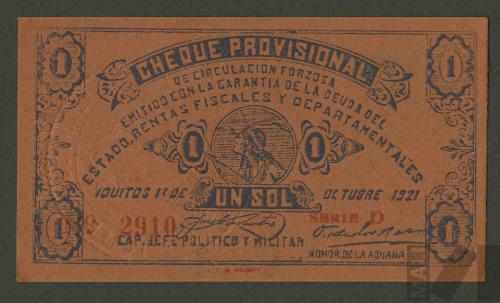 CHEQUE PROVISIONAL
DE CIRCULACION FORZOSA
EMITIDO CON LA GARANTIA DE LA DEUDA DEL
ESTADO, RENTAS FISCALES Y DEPARTAMENTALES
1 1
1 1
IQUITOS 1º DE OCTUBRE 1921
UN SOL
Nº 2910 SERIE D
CAP. JEFE POLITICO Y MILITAR
ADMOR. DE LA ADUANA
1 1
MALI